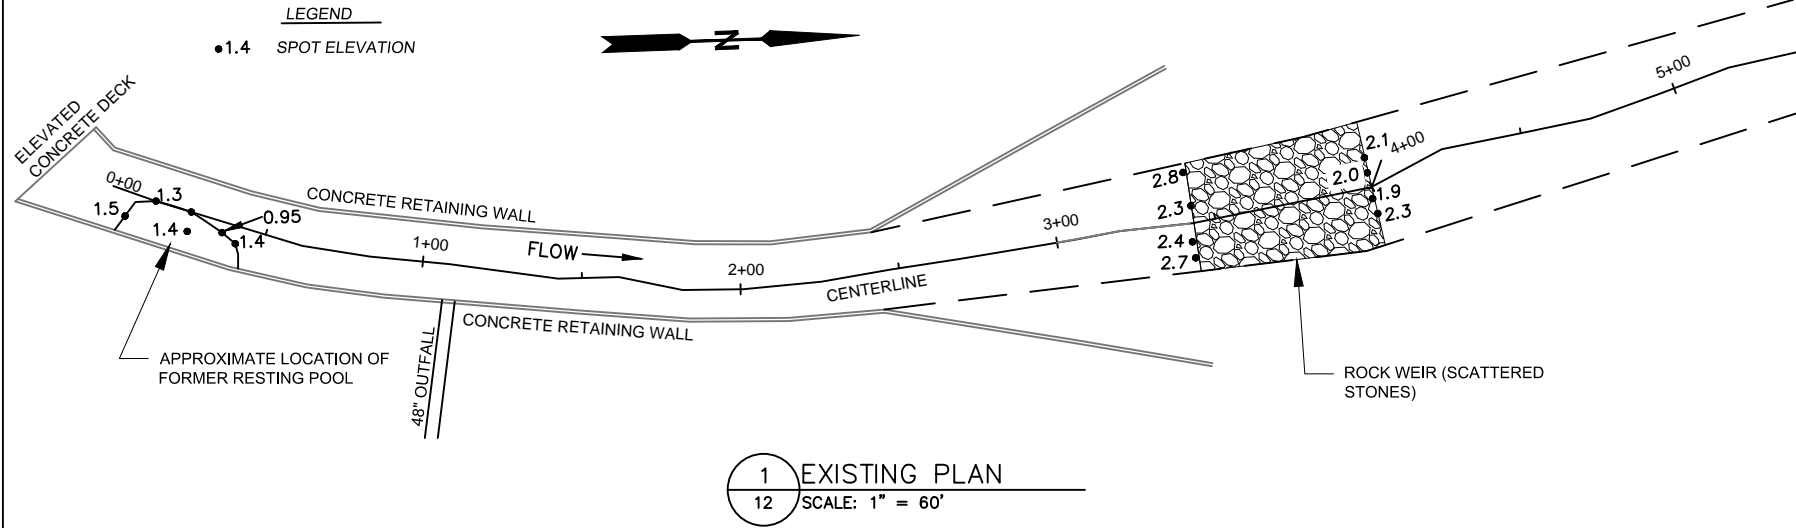 LEGEND
1.4 SPOT ELEVATION
N
ELEVATED
CONCRETE DECK
0+00
1.3
1.5
1.4
0.95
1.4
CONCRETE RETAINING WALL
1+00
FLOW
2+00
CENTERLINE
CONCRETE RETAINING WALL
48" OUTFALL
APPROXIMATE LOCATION OF
FORMER RESTING POOL
3+00
2.8
2.3
2.4
2.7
2.1
4+00
2.0
1.9
2.3
5+00
ROCK WEIR (SCATTERED
STONES)
1
12
EXISTING PLAN
SCALE: 1" = 60'